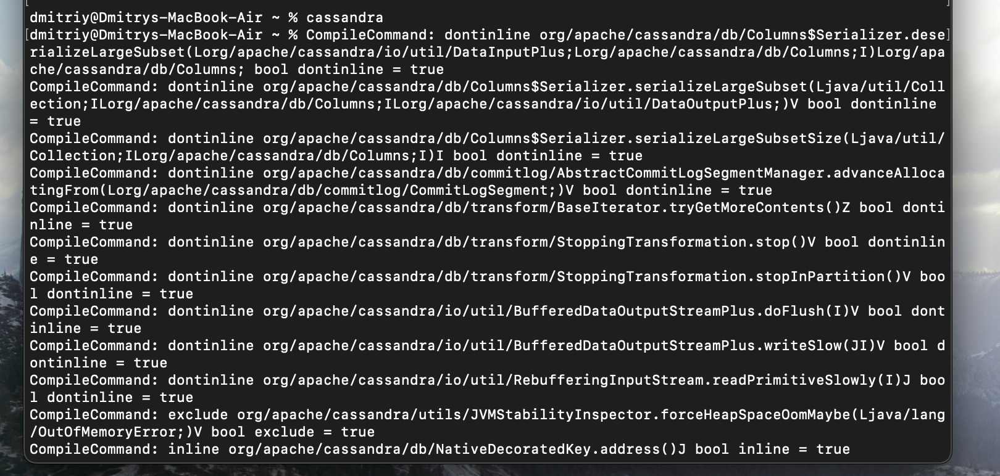 dmitriy@Dmitrys-MacBook-Air ~ % cassandra
[dmitriy@Dmitrys-MacBook-Air ~ % CompileCommand: dontinline org/apache/cassandra/db/Columns$Serializer.dese]
rializeLargeSubset(Lorg/apache/cassandra/io/util/DataInputPlus;Lorg/apache/cassandra/db/Columns;I)Lorg/apa
che/cassandra/db/Columns; bool dontinline = true
CompileCommand: dontinline org/apache/cassandra/db/Columns$Serializer.serializeLargeSubset(Ljava/util/Coll
ection;ILorg/apache/cassandra/db/Columns;ILorg/apache/cassandra/io/util/DataOutputPlus;)V bool dontinline
= true
CompileCommand: dontinline org/apache/cassandra/db/Columns$Serializer.serializeLargeSubsetSize(Ljava/util/
Collection;ILorg/apache/cassandra/db/Columns;I)I bool dontinline = true
CompileCommand: dontinline org/apache/cassandra/db/commitlog/AbstractCommitLogSegmentManager.advanceAlloca
tingFrom(Lorg/apache/cassandra/db/commitlog/CommitLogSegment;)V bool dontinline = true
CompileCommand: dontinline org/apache/cassandra/db/transform/BaseIterator.tryGetMoreContents()Z bool donti
nline = true
CompileCommand: dontinline org/apache/cassandra/db/transform/StoppingTransformation.stop()V bool dontinlin
e = true
CompileCommand: dontinline org/apache/cassandra/db/transform/StoppingTransformation.stopInPartition()V boo
l dontinline = true
CompileCommand: dontinline org/apache/cassandra/io/util/BufferedDataOutputStreamPlus.doFlush(I)V bool dont
inline = true
CompileCommand: dontinline org/apache/cassandra/io/util/BufferedDataOutputStreamPlus.writeSlow(JI)V bool d
ontinline = true
CompileCommand: dontinline org/apache/cassandra/io/util/RebufferingInputStream.readPrimitiveSlowly(I)J boo
l dontinline = true
CompileCommand: exclude org/apache/cassandra/utils/JVMStabilityInspector.forceHeapSpaceOomMaybe(Ljava/lang
/OutOfMemoryError;)V bool exclude = true
CompileCommand: inline org/apache/cassandra/db/NativeDecoratedKey.address()J bool inline = true